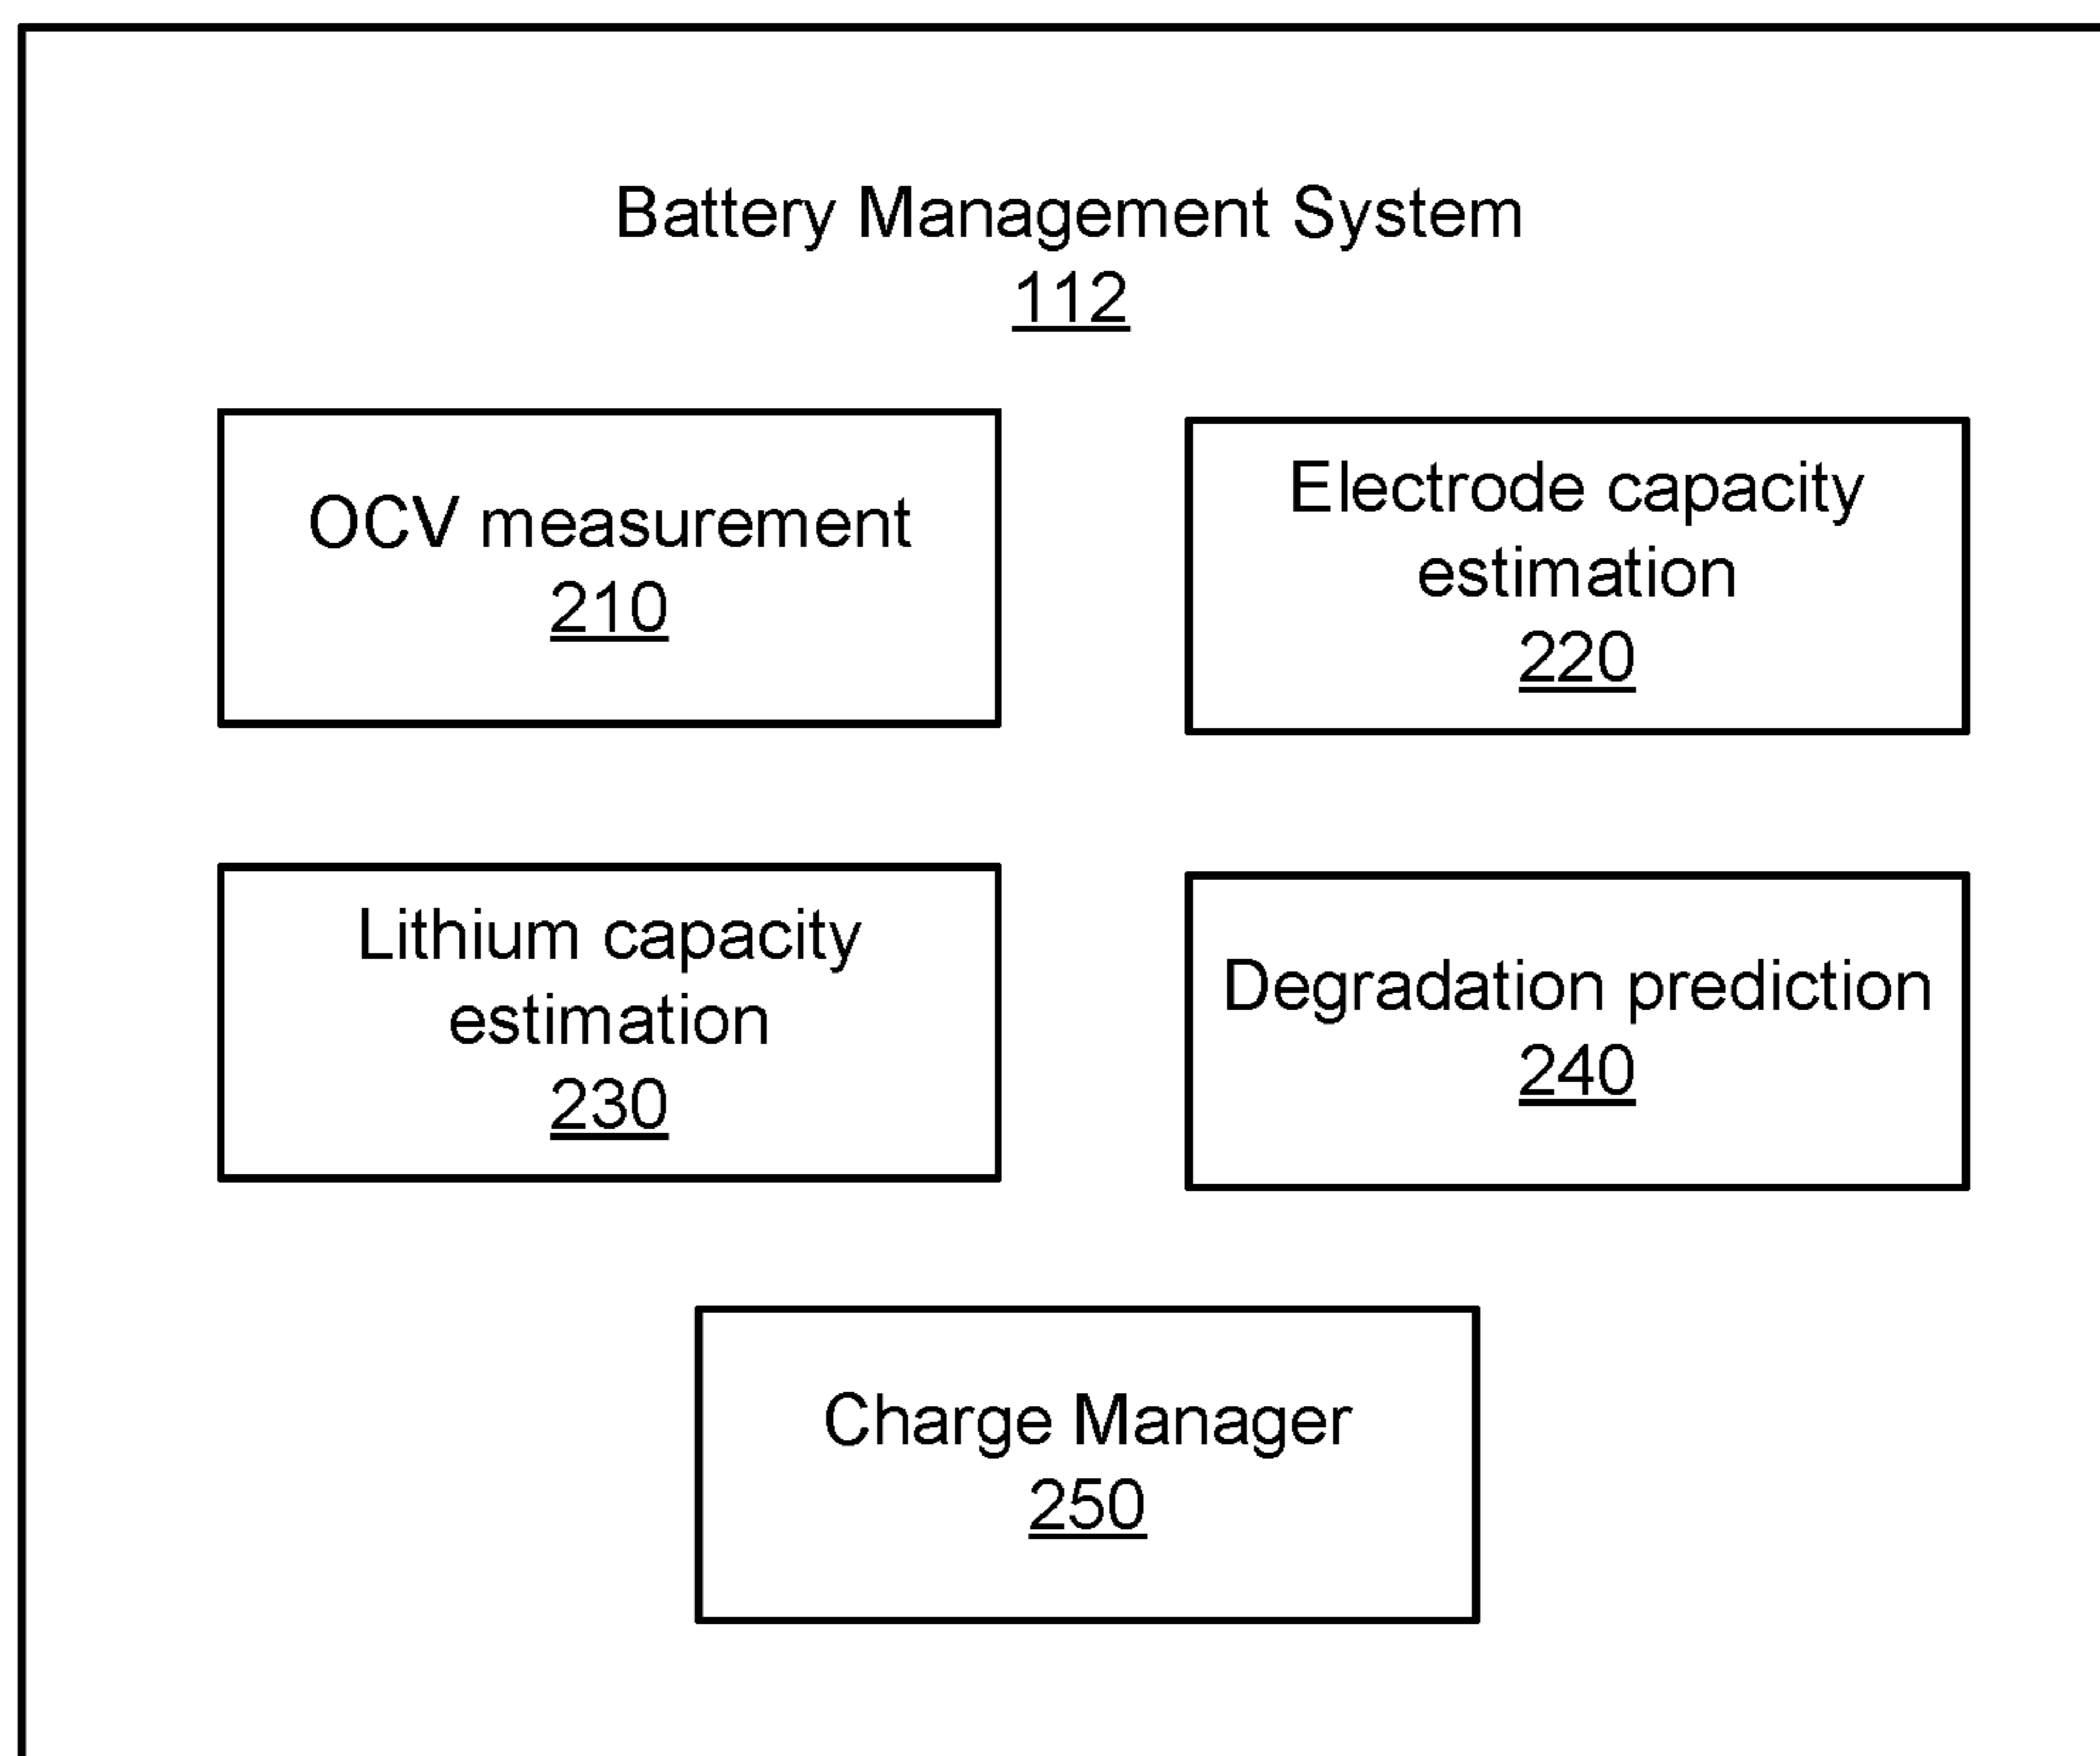 Battery Management System
112
OCV measurement
210
Electrode capacity
estimation
220
Lithium capacity
estimation
230
Degradation prediction
240
Charge Manager
250